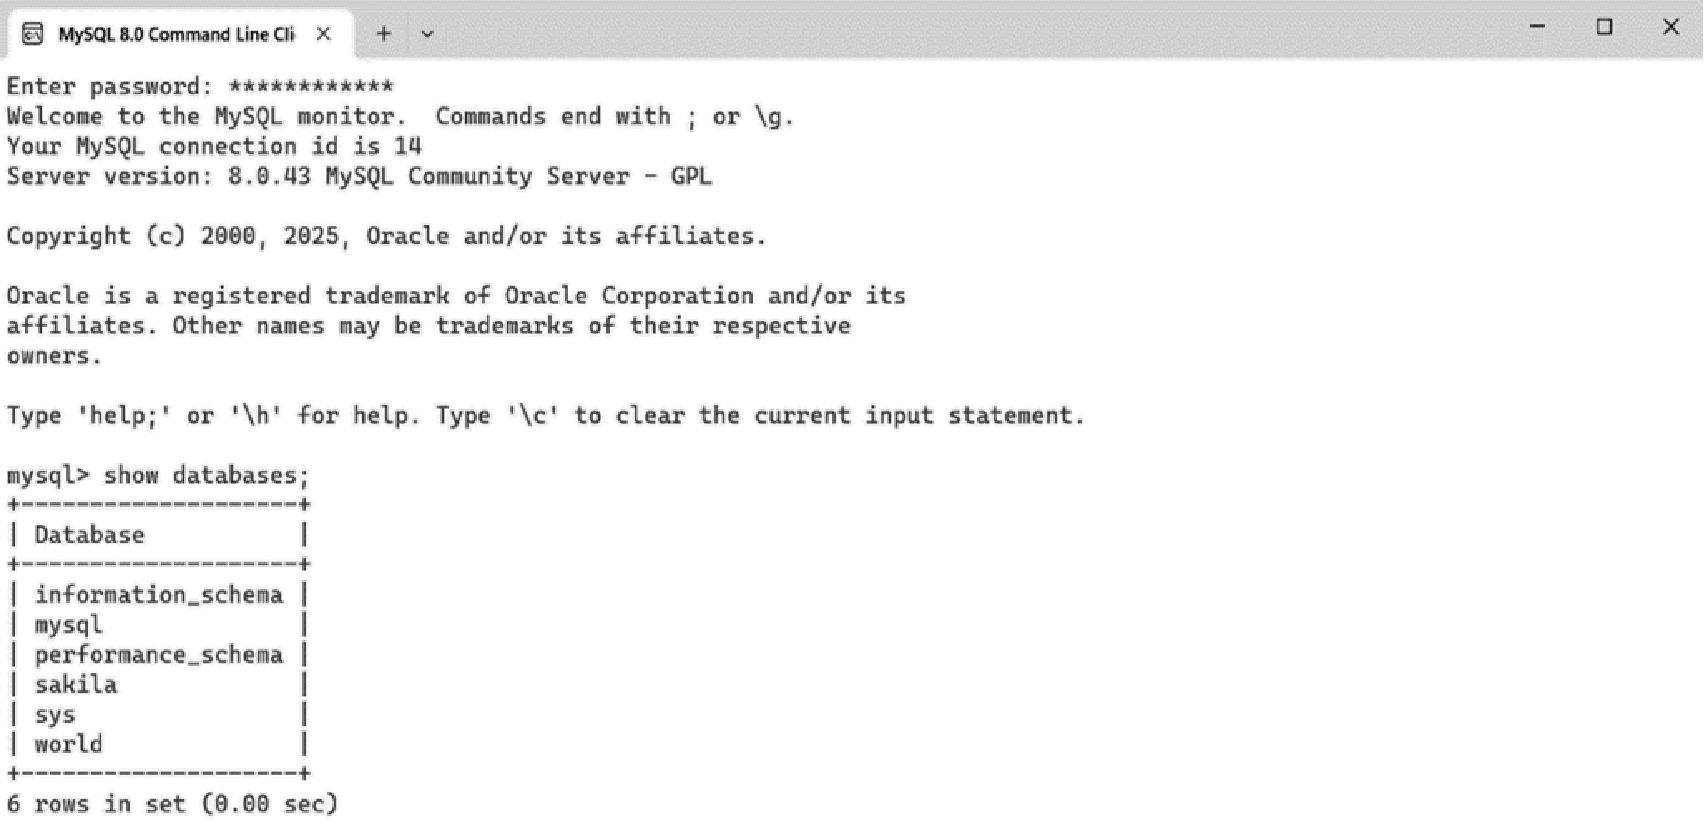 MySQL 8.0 Command Line Cli
Enter password: ************
Welcome to the MySQL monitor.  Commands end with ; or \g.
Your MySQL connection id is 14
Server version: 8.0.43 MySQL Community Server - GPL
Copyright (c) 2000, 2025, Oracle and/or its affiliates.
Oracle is a registered trademark of Oracle Corporation and/or its
affiliates. Other names may be trademarks of their respective
owners.
Type 'help;' or '\h' for help. Type '\c' to clear the current input statement.
mysql> show databases;
+--------------------+
| Database           |
+--------------------+
| information_schema |
| mysql              |
| performance_schema |
| sakila             |
| sys                |
| world              |
+--------------------+
6 rows in set (0.00 sec)